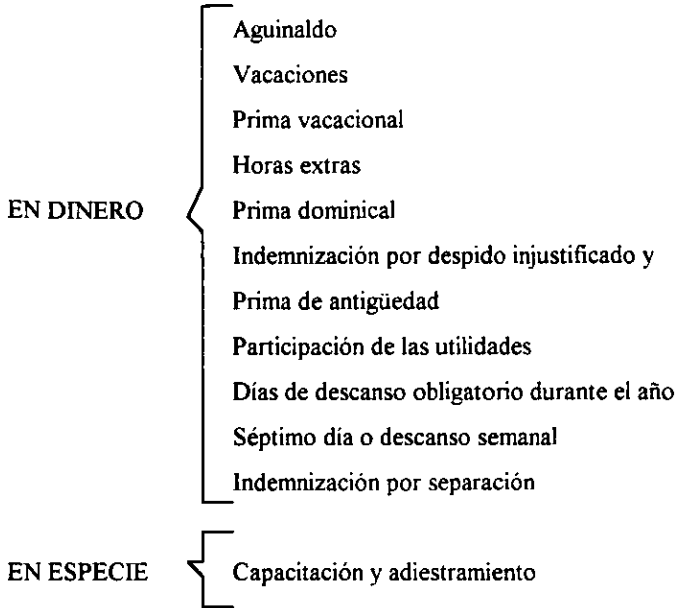 Aguinaldo
Vacaciones
Prima vacacional
Horas extras
EN DINERO Prima dominical
Indemnización por despido injustificado y
Prima de antigüedad
Participación de las utilidades
Días de descanso obligatorio durante el año
Séptimo día o descanso semanal
Indemnización por separación
EN ESPECIE Capacitación y adiestramiento